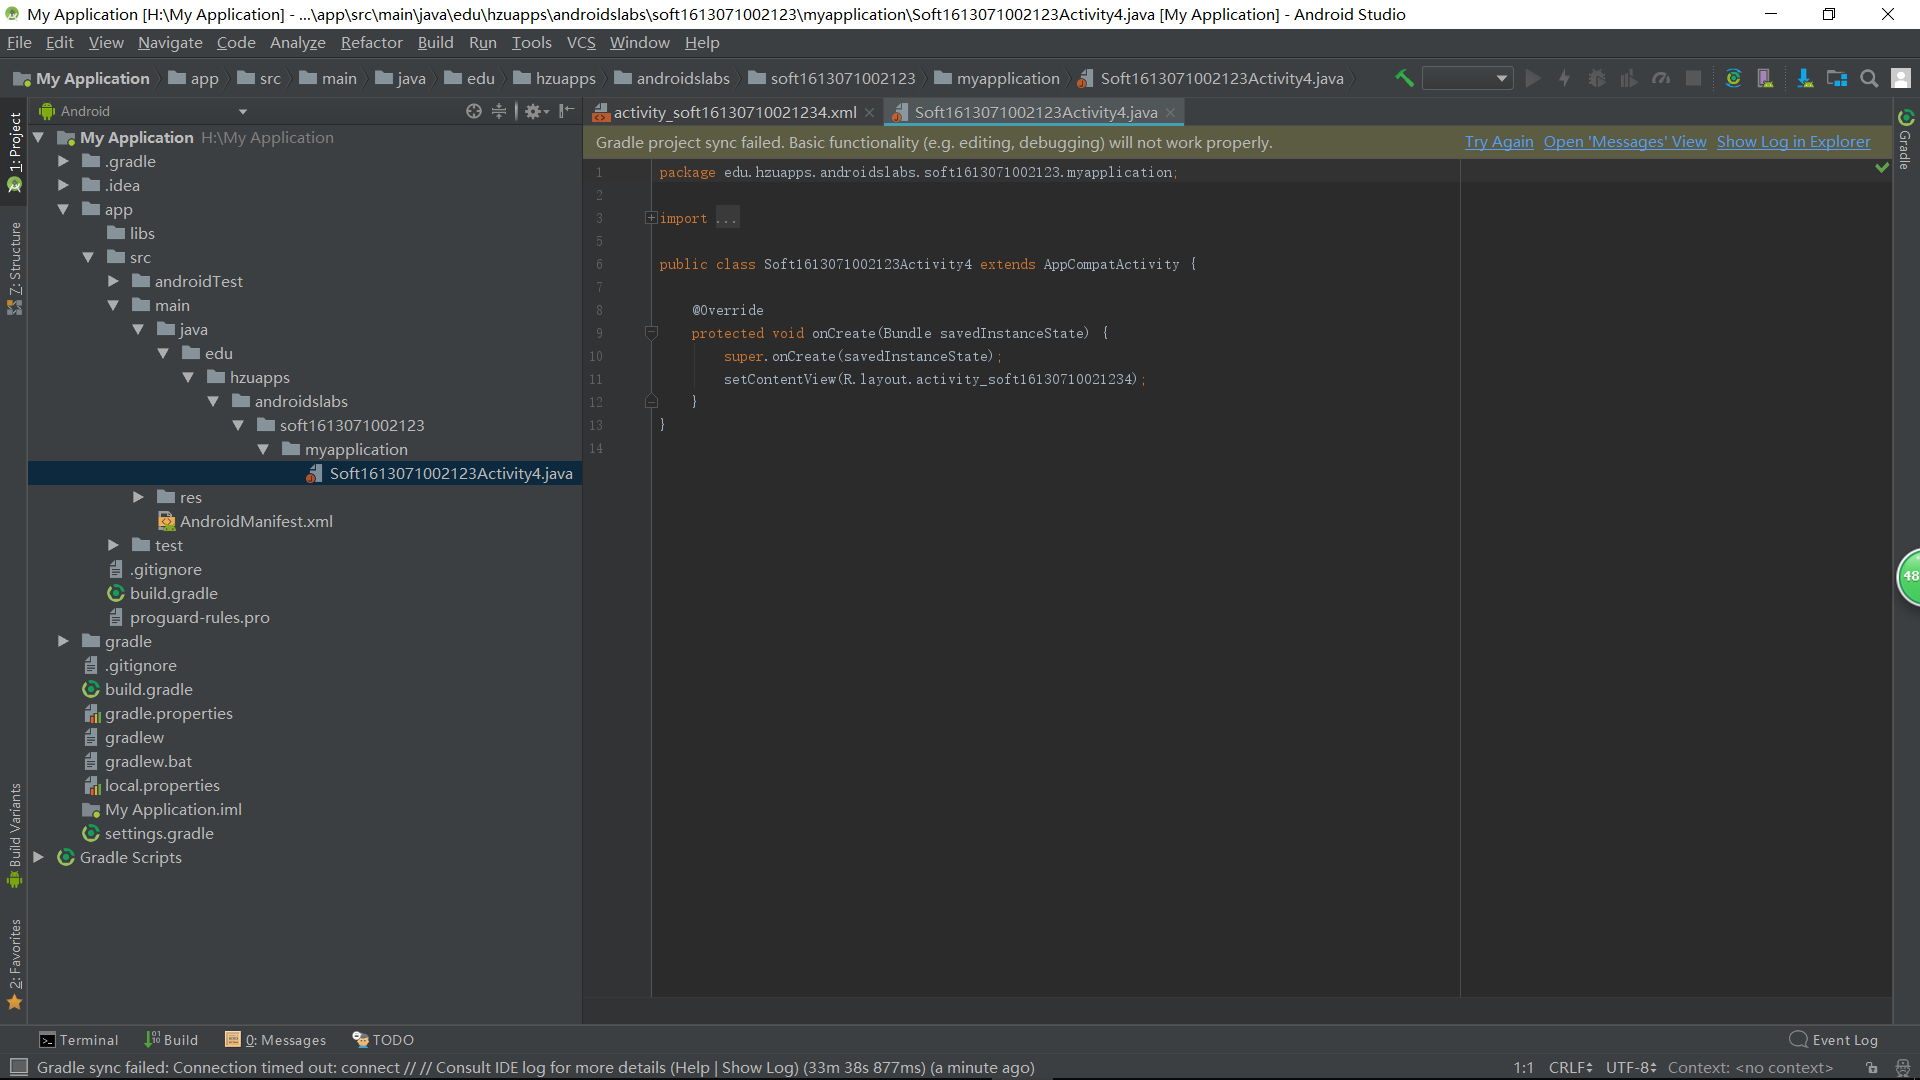 My Application [H:\My Application] - ...\app\src\main\java\edu\hzuapps\androidslabs\soft1613071002123\myapplication\Soft1613071002123Activity4.java [My Application] - Android Studio
File Edit View Navigate Code Analyze Refactor Build Run Tools VCS Window Help
My Application app src main java edu hzuapps androidslabs soft1613071002123 myapplication Soft1613071002123Activity4.java
Android
activity_soft16130710021234.xml
Soft1613071002123Activity4.java
1: Project
Z: Structure
Build Variants
2: Favorites
My Application H:\My Application
.gradle
.idea
app
libs
src
androidTest
main
java
edu
hzuapps
androidslabs
soft1613071002123
myapplication
Soft1613071002123Activity4.java
res
AndroidManifest.xml
test
.gitignore
build.gradle
proguard-rules.pro
gradle
.gitignore
build.gradle
gradle.properties
gradlew
gradlew.bat
local.properties
My Application.iml
settings.gradle
Gradle Scripts
Gradle project sync failed. Basic functionality (e.g. editing, debugging) will not work properly.
Try Again Open 'Messages' View Show Log in Explorer
1 package edu.hzuapps.androidslabs.soft1613071002123.myapplication;
2
3 import ...
5
6 public class Soft1613071002123Activity4 extends AppCompatActivity {
7
8 @Override
9 protected void onCreate(Bundle savedInstanceState) {
10 super.onCreate(savedInstanceState);
11 setContentView(R.layout.activity_soft16130710021234);
12 }
13 }
14
Gradle
48
Terminal Build 0: Messages TODO Event Log
Gradle sync failed: Connection timed out: connect // // Consult IDE log for more details (Help | Show Log) (33m 38s 877ms) (a minute ago)
1:1 CRLF UTF-8 Context: <no context>